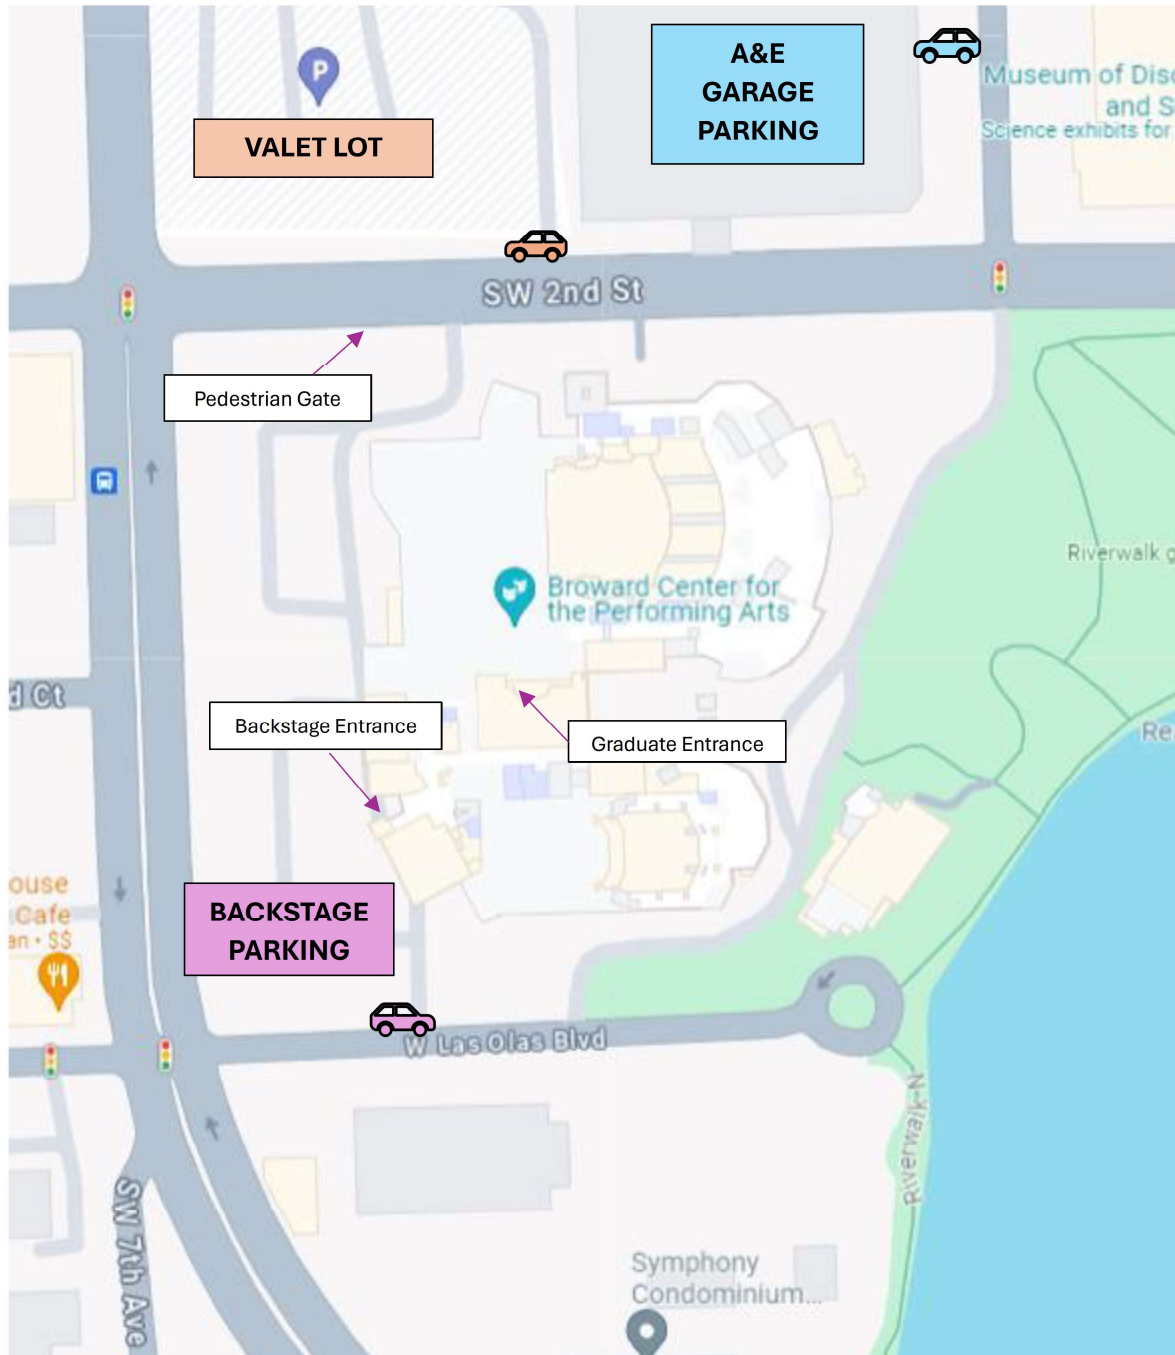 P
VALET LOT
A&E
GARAGE
PARKING
Museum of Disc
and S
Science exhibits for
SW 2nd St
Pedestrian Gate
Riverwalk g
Broward Center for
the Performing Arts
d Ct
Backstage Entrance
Graduate Entrance
Re
ouse
Cafe
an • $$
BACKSTAGE
PARKING
W Las Olas Blvd
Riverwalk-N
SW 7th Ave
Symphony
Condominium...